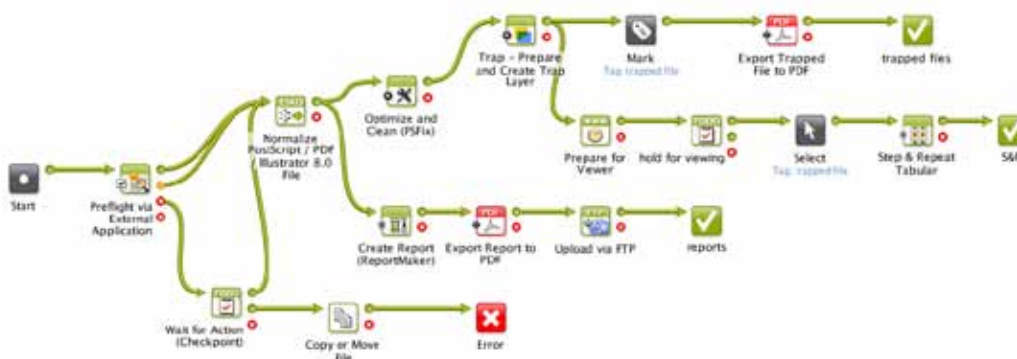 Trap - Prepare
and Create Trap
Layer
Mark
Tag: trapped file
PDF
Export Trapped
File to PDF
trapped files
Optimize and
Clean (PSFix)
Normalize
PostScript / PDF
/ Illustrator 8.0
File
Prepare for
Viewer
hold for viewing
Select
Tag: trapped file
Step & Repeat
Tabular
S&R
Start
Preflight via
External
Application
Create Report
(ReportMaker)
PDF
Export Report to
PDF
Upload via FTP
reports
Wait for Action
(Checkpoint)
Copy or Move
File
Error